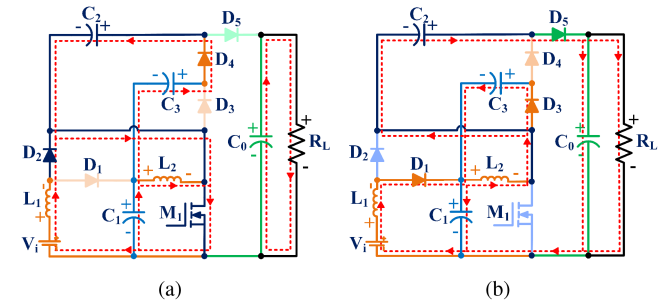 C2 - + D5
D4
- + C3
D3
+ C0 -
+ RL -
D2
D1
+ L2 -
- L1 +
C1 + -
M1
Vi
(a)
C2 - + D5
D4
- + C3
D3
+ C0 -
+ RL -
D2
D1
+ L2 -
- L1 +
C1 + -
M1
Vi
(b)